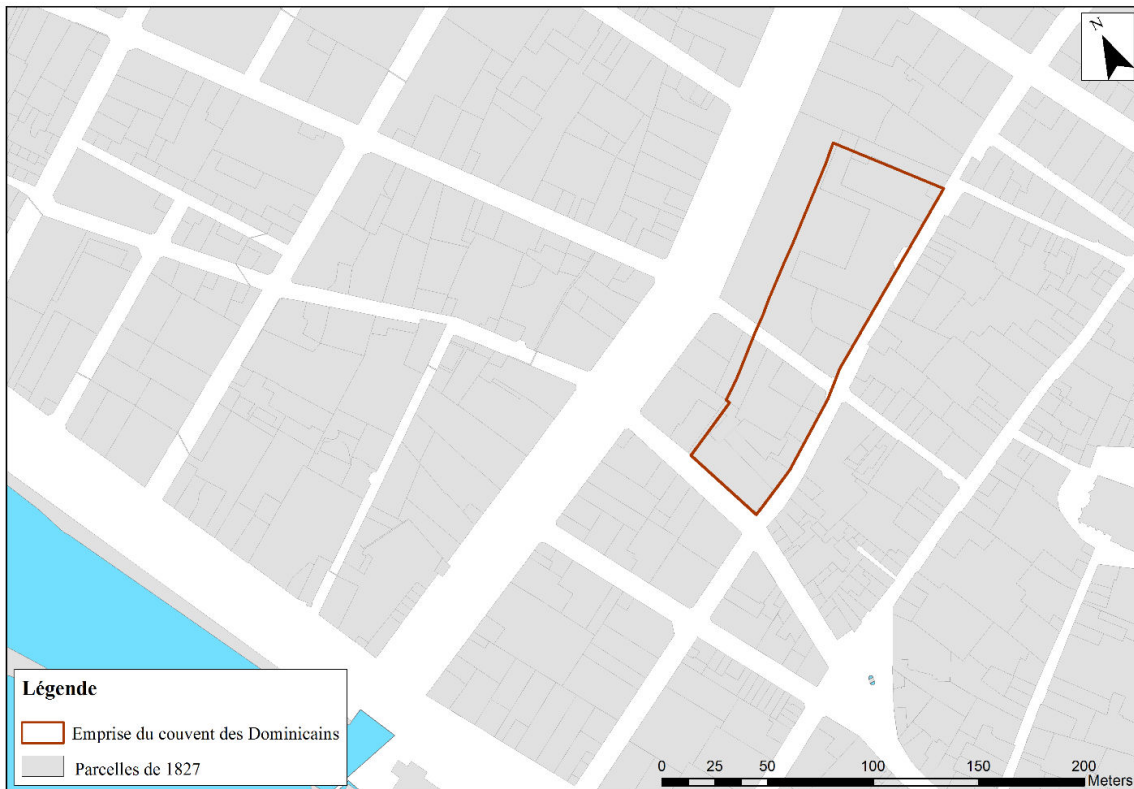 N
Légende
Emprise du couvent des Dominicains
Parcelles de 1827
0 25 50 100 150 200
Meters